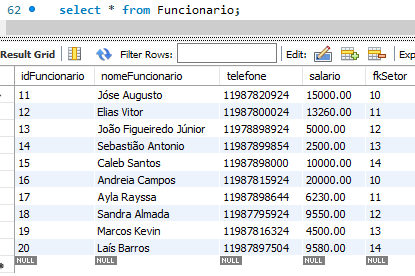 62 select * from Funcionario;
Result Grid Filter Rows: Edit: Exp
idFuncionario nomeFuncionario telefone salario fkSetor
11 Jóse Augusto 11987820924 15000.00 10
12 Elias Vitor 11987800024 13260.00 11
13 João Figueiredo Júnior 11978898924 5000.00 12
14 Sebastião Antonio 11987899854 2500.00 13
15 Caleb Santos 11987898000 10000.00 14
16 Andreia Campos 11987815924 20000.00 10
17 Ayla Rayssa 11987898644 6230.00 11
18 Sandra Almada 11987795924 9550.00 12
19 Marcos Kevin 11987816324 4500.00 13
20 Laís Barros 11987897504 9580.00 14
NULL NULL NULL NULL NULL